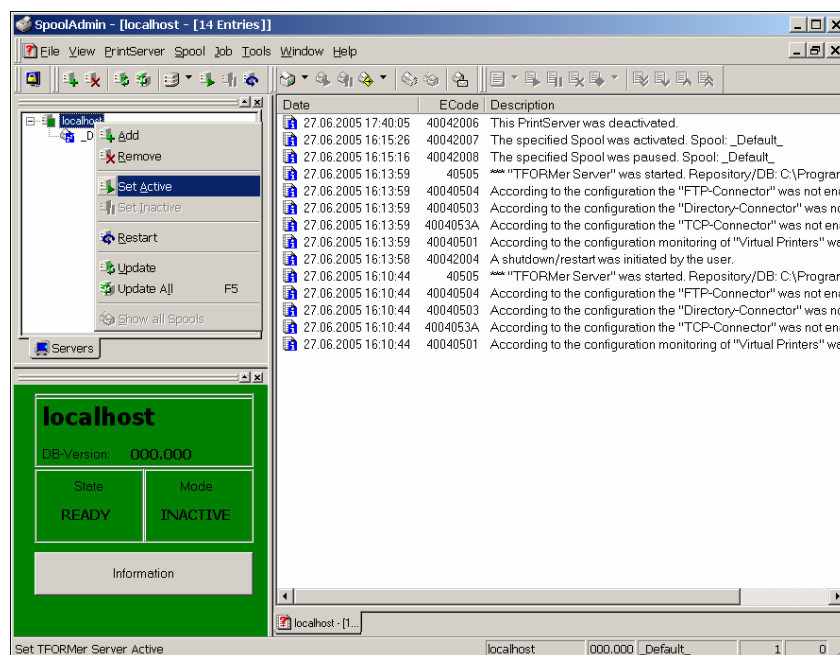 SpoolAdmin - [localhost - [14 Entries]]
File View PrintServer Spool Job Tools Window Help
localhost
_D
Add
Remove
Set Active
Set Inactive
Restart
Update
Update All F5
Show all Spools
Servers
localhost
DB-Version: 000.000
State Mode
READY INACTIVE
Information
Date ECode Description
27.06.2005 17:40:05 40042006 This PrintServer was deactivated.
27.06.2005 16:15:26 40042007 The specified Spool was activated. Spool: _Default_
27.06.2005 16:15:16 40042008 The specified Spool was paused. Spool: _Default_
27.06.2005 16:13:59 40505 *** "TFORMer Server" was started. Repository/DB: C:\Program
27.06.2005 16:13:59 40040504 According to the configuration the "FTP-Connector" was not ena
27.06.2005 16:13:59 40040503 According to the configuration the "Directory-Connector" was no
27.06.2005 16:13:59 4004053A According to the configuration the "TCP-Connector" was not en
27.06.2005 16:13:59 40040501 According to the configuration monitoring of "Virtual Printers" wa
27.06.2005 16:13:58 40042004 A shutdown/restart was initiated by the user.
27.06.2005 16:10:44 40505 *** "TFORMer Server" was started. Repository/DB: C:\Program
27.06.2005 16:10:44 40040504 According to the configuration the "FTP-Connector" was not ena
27.06.2005 16:10:44 40040503 According to the configuration the "Directory-Connector" was no
27.06.2005 16:10:44 4004053A According to the configuration the "TCP-Connector" was not en
27.06.2005 16:10:44 40040501 According to the configuration monitoring of "Virtual Printers" wa
localhost - [1...
Set TFORMer Server Active localhost 000.000 _Default_ 1 0